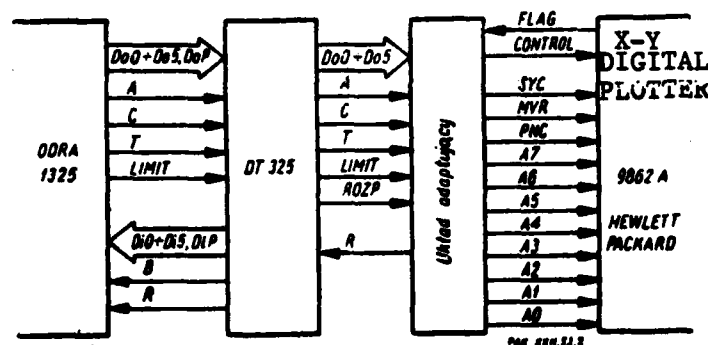 ODRA
1325
Do0÷Do5, DoP
A
C
T
LIMIT
Di0÷Di5, DiP
B
R
DT 325
Do0÷Do5
A
C
T
LIMIT
ROZP
R
Układ adaptujący
FLAG
CONTROL
SYC
MVR
PNC
A7
A6
A5
A4
A3
A2
A1
A0
X-Y
DIGITAL
PLOTTER
9862 A
HEWLETT
PACKARD